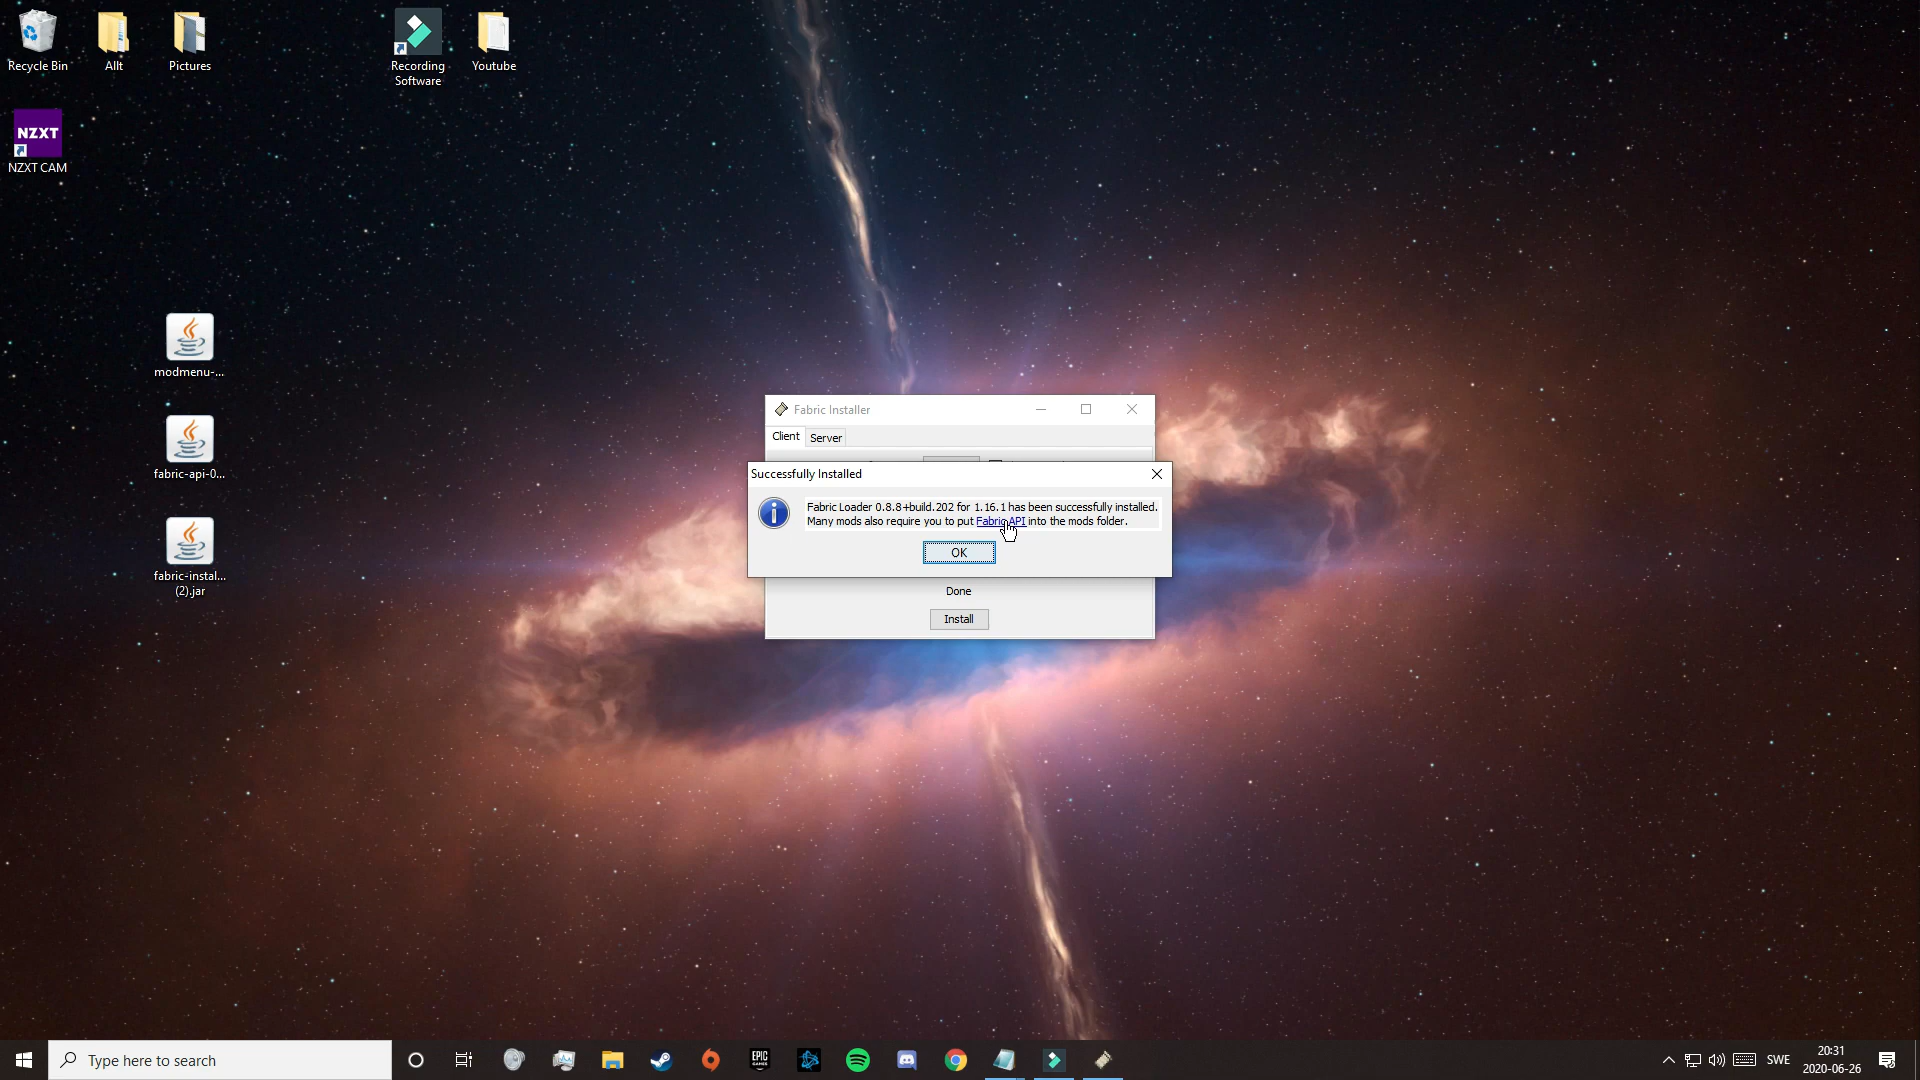 Recycle Bin
Allt
Pictures
Recording
Software
Youtube
NZXT
NZXT CAM
modmenu-...
fabric-api-0...
fabric-instal...
(2).jar
Fabric Installer
Client
Server
Successfully Installed
Fabric Loader 0.8.8+build.202 for 1.16.1 has been successfully installed.
Many mods also require you to put Fabric API into the mods folder.
OK
Done
Install
Type here to search
EPIC
GAMES
SWE
20:31
2020-06-26